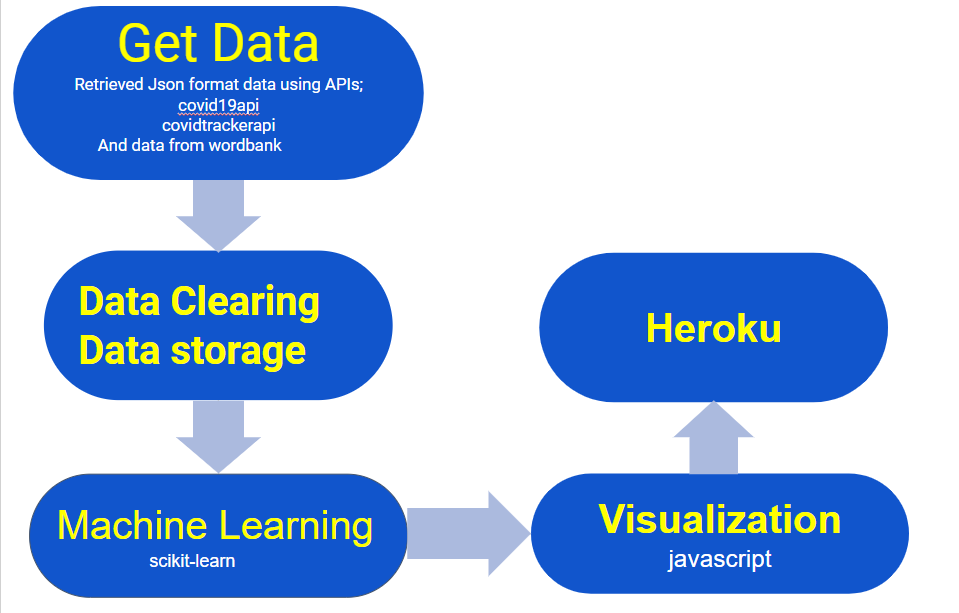 Get Data
Retrieved Json format data using APIs;
covid19api
covidtrackerapi
And data from wordbank
Data Clearing
Data storage
Machine Learning
scikit-learn
Visualization
javascript
Heroku